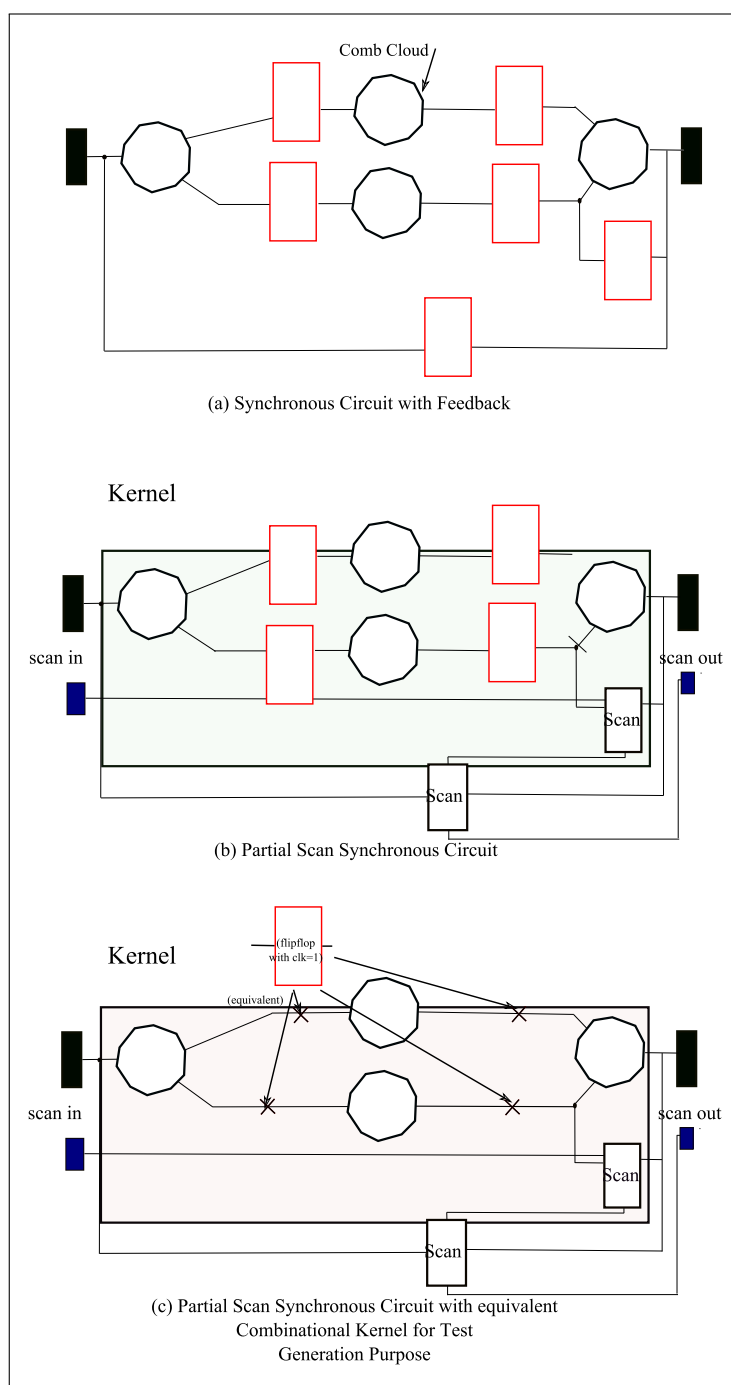 Comb Cloud
(a) Synchronous Circuit with Feedback
Kernel
scan in
scan out
Scan
Scan
(b) Partial Scan Synchronous Circuit
Kernel
(flipflop
with clk=1)
(equivalent)
scan in
scan out
Scan
Scan
(c) Partial Scan Synchronous Circuit with equivalent
Combinational Kernel for Test
Generation Purpose